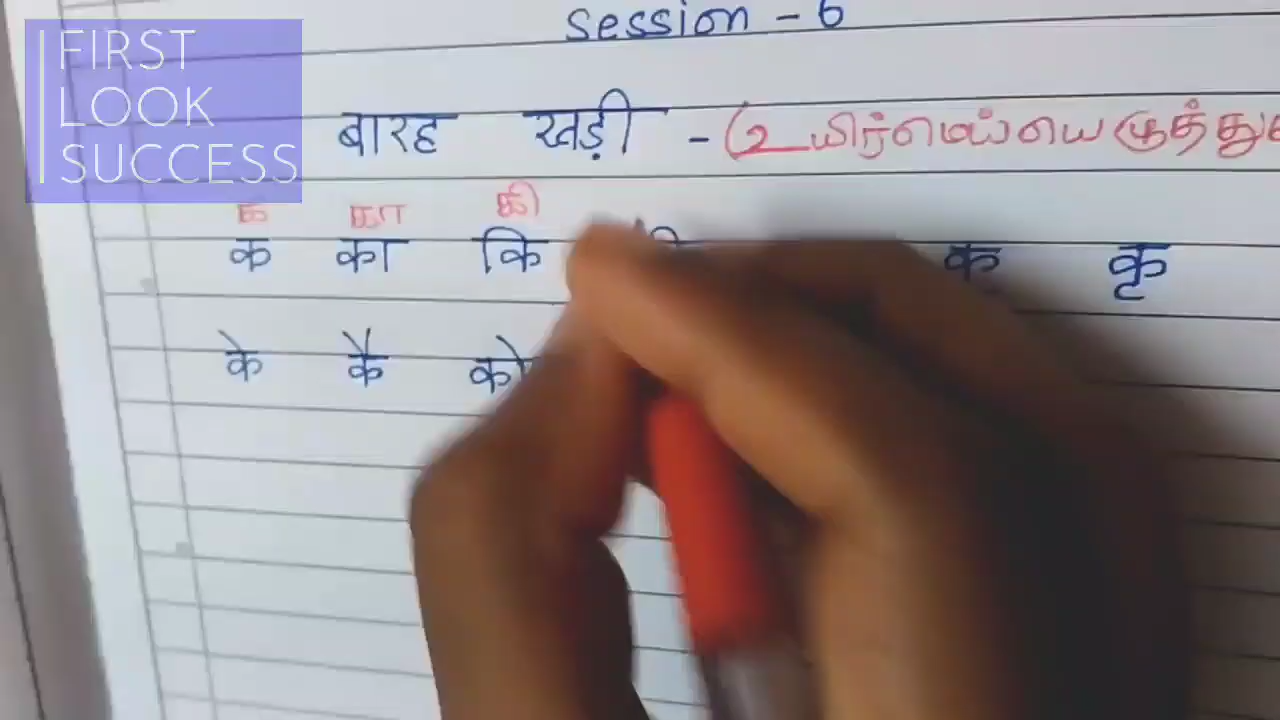 FIRST
LOOK
SUCCESS
Session - 6
बारह खड़ी - (உயிர்மெய்யெழுத்து
க கா கி
क का कि कृ
के कै को